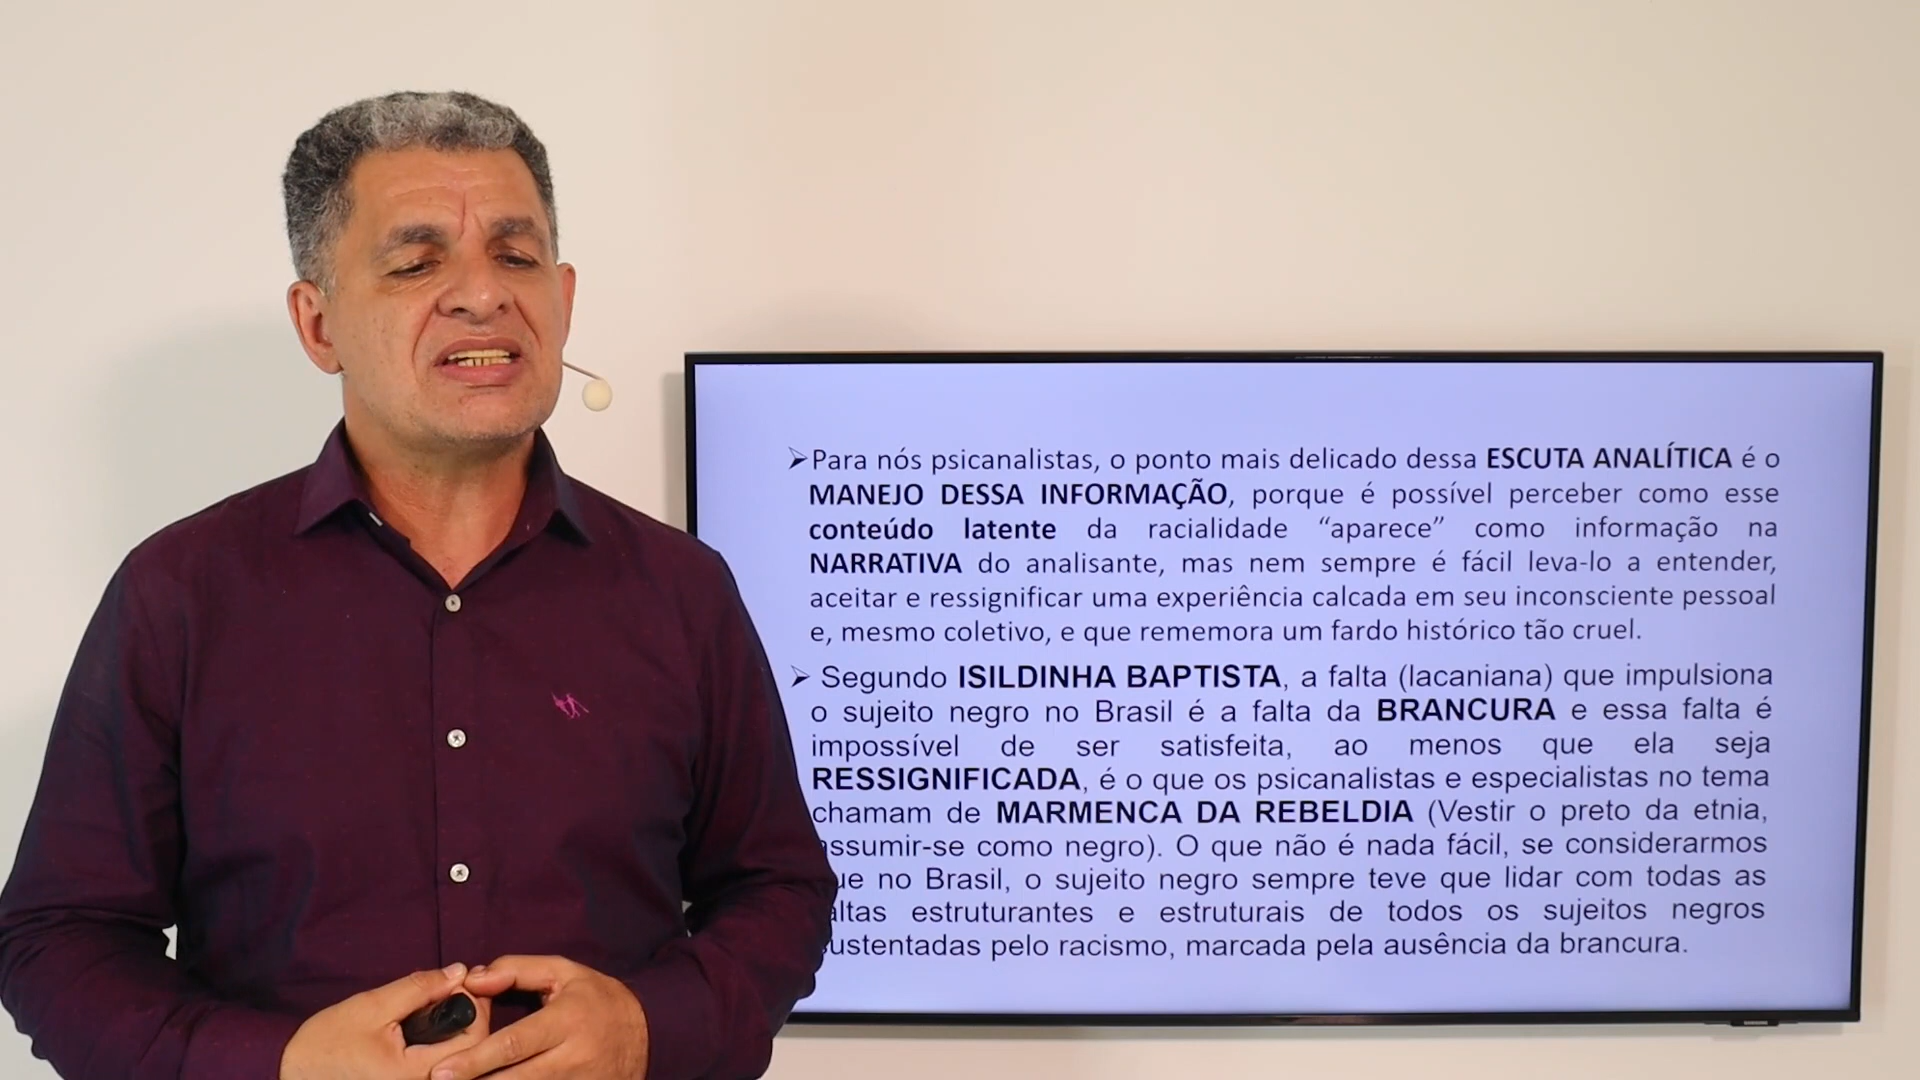 ➢Para nós psicanalistas, o ponto mais delicado dessa ESCUTA ANALÍTICA é o
MANEJO DESSA INFORMAÇÃO, porque é possível perceber como esse
conteúdo latente da racialidade “aparece” como informação na
NARRATIVA do analisante, mas nem sempre é fácil leva-lo a entender,
aceitar e ressignificar uma experiência calcada em seu inconsciente pessoal
e, mesmo coletivo, e que rememora um fardo histórico tão cruel.
➢ Segundo ISILDINHA BAPTISTA, a falta (lacaniana) que impulsiona
o sujeito negro no Brasil é a falta da BRANCURA e essa falta é
impossível de ser satisfeita, ao menos que ela seja
RESSIGNIFICADA, é o que os psicanalistas e especialistas no tema
chamam de MARMENCA DA REBELDIA (Vestir o preto da etnia,
assumir-se como negro). O que não é nada fácil, se considerarmos
que no Brasil, o sujeito negro sempre teve que lidar com todas as
faltas estruturantes e estruturais de todos os sujeitos negros
sustentadas pelo racismo, marcada pela ausência da brancura.